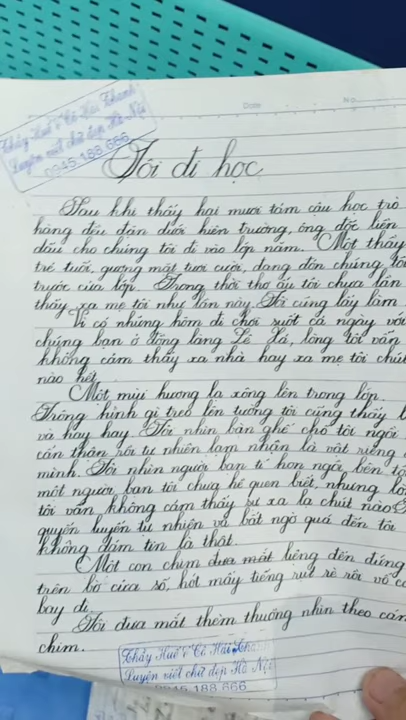 Date No
Thầy Huế & Cô Hải Thanh
Luyện viết chữ đẹp Hà Nội
0945.188.666
Tôi đi học
Sau khi thấy hai mươi tám cậu học trò
hàng đều dặn dưới hiên trường, ông đốc liền
dấu cho chúng tôi đi vào lớp năm. Một thầy
trẻ tuổi, gương mặt tươi cười, đang đón chúng tôi
trước cửa lớp. Trong thời thơ ấu tôi chưa lần
thấy xa mẹ tôi như lần này. Tôi cũng lấy làm
Vì có những hôm đi chơi suốt cả ngày với
chúng bạn ở đồng làng Lê Xá, lòng tôi vẫn
không cảm thấy xa nhà hay xa mẹ tôi chút
nào hết.
Một mùi hương lạ xông lên trong lớp.
Trông hình gì treo lên tường tôi cũng thấy
và hay hay. Tôi nhìn bàn ghế chỗ tôi ngồi
cẩn thận rồi tự nhiên lạm nhận là vật riêng
mình. Tôi nhìn người bạn tí hon ngồi bên tôi
một người bạn tôi chưa hề quen biết, nhưng
tôi vẫn không cảm thấy sự xa lạ chút nào
quyến luyến tự nhiên và bất ngờ quá đến tôi
không dám tin là thật.
Một con chim đưa mắt liệng đến đứng
trên bờ cửa sổ, hót mấy tiếng rụt rè rồi vỗ
bay đi.
Tôi đưa mắt thèm thuồng nhìn theo cán
chim.
Thầy Huế & Cô Hải Thanh
Luyện viết chữ đẹp Hà Nội
0945.188.666